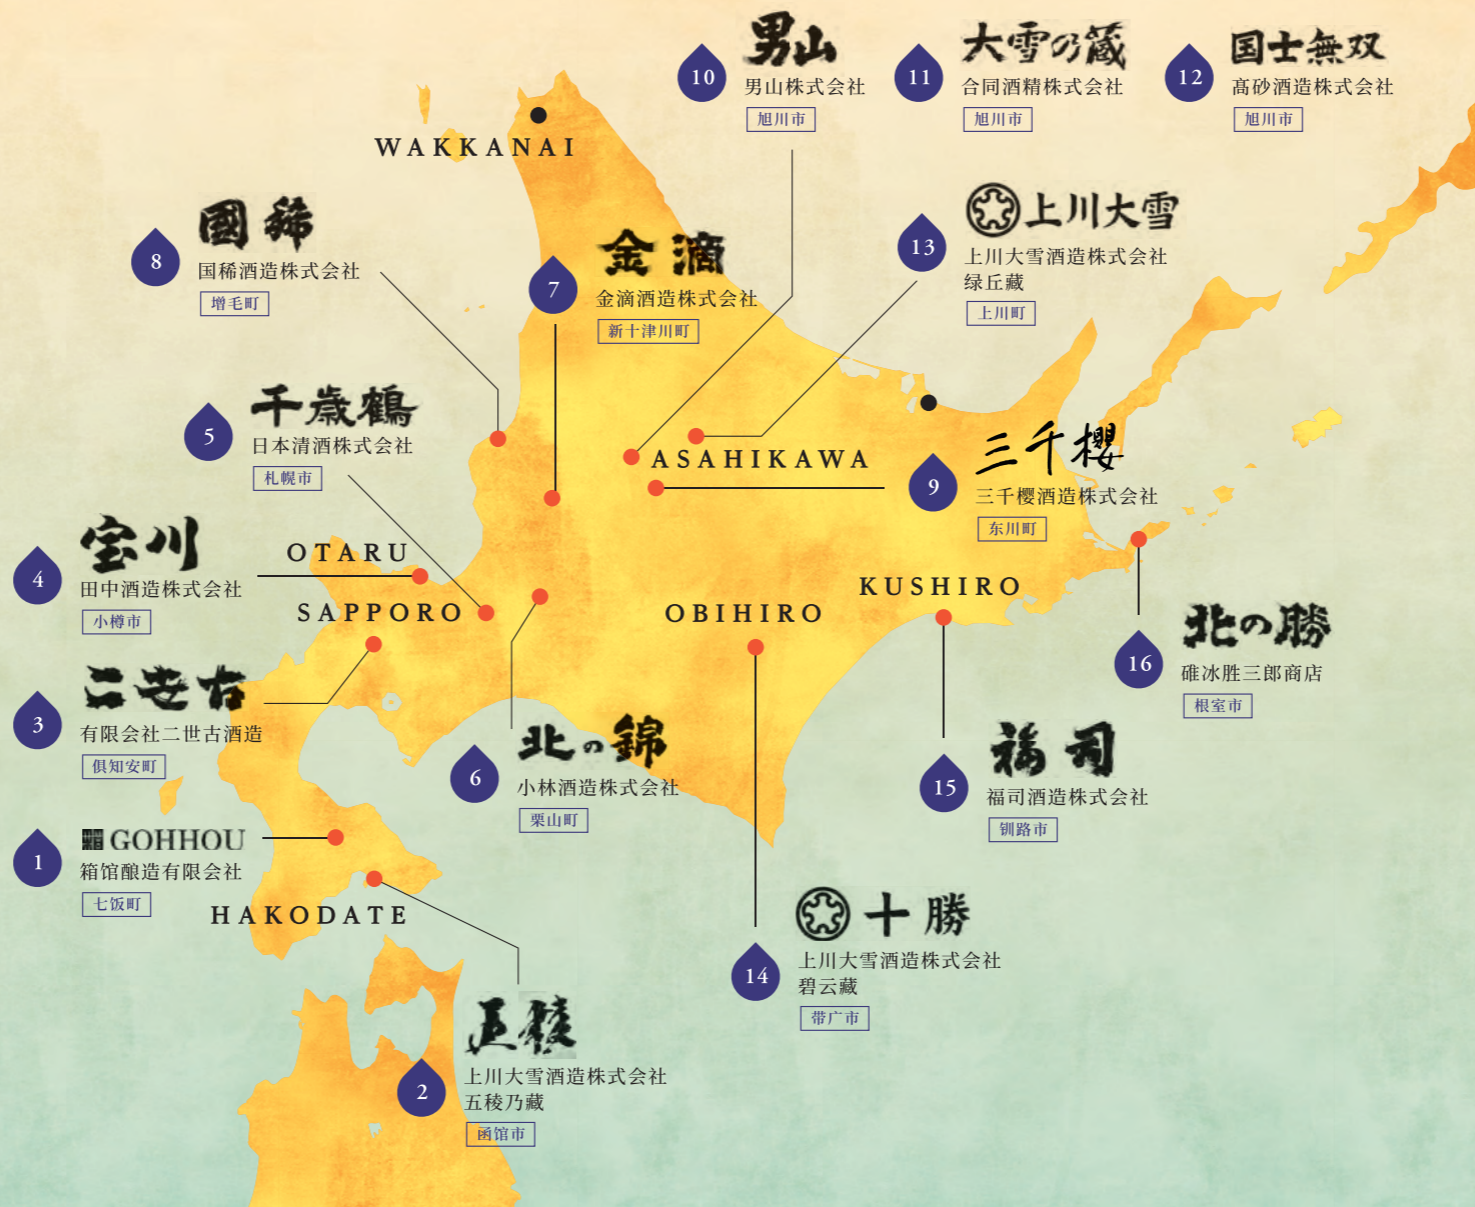 10
男山
男山株式会社
旭川市
11
大雪の蔵
合同酒精株式会社
旭川市
12
国士無双
髙砂酒造株式会社
旭川市
WAKKANAI
8
國稀
国稀酒造株式会社
增毛町
7
金滴
金滴酒造株式会社
新十津川町
13
上川大雪
上川大雪酒造株式会社
绿丘藏
上川町
5
千歳鶴
日本清酒株式会社
札幌市
ASAHIKAWA
9
三千櫻
三千樱酒造株式会社
东川町
4
宝川
田中酒造株式会社
小樽市
OTARU
SAPPORO
OBIHIRO
KUSHIRO
16
北の勝
碓冰胜三郎商店
根室市
3
二世古
有限会社二世古酒造
俱知安町
6
北の錦
小林酒造株式会社
栗山町
15
福司
福司酒造株式会社
钏路市
1
GOHHOU
箱馆酿造有限会社
七饭町
HAKODATE
14
十勝
上川大雪酒造株式会社
碧云藏
带广市
2
五稜
上川大雪酒造株式会社
五稜乃藏
函馆市